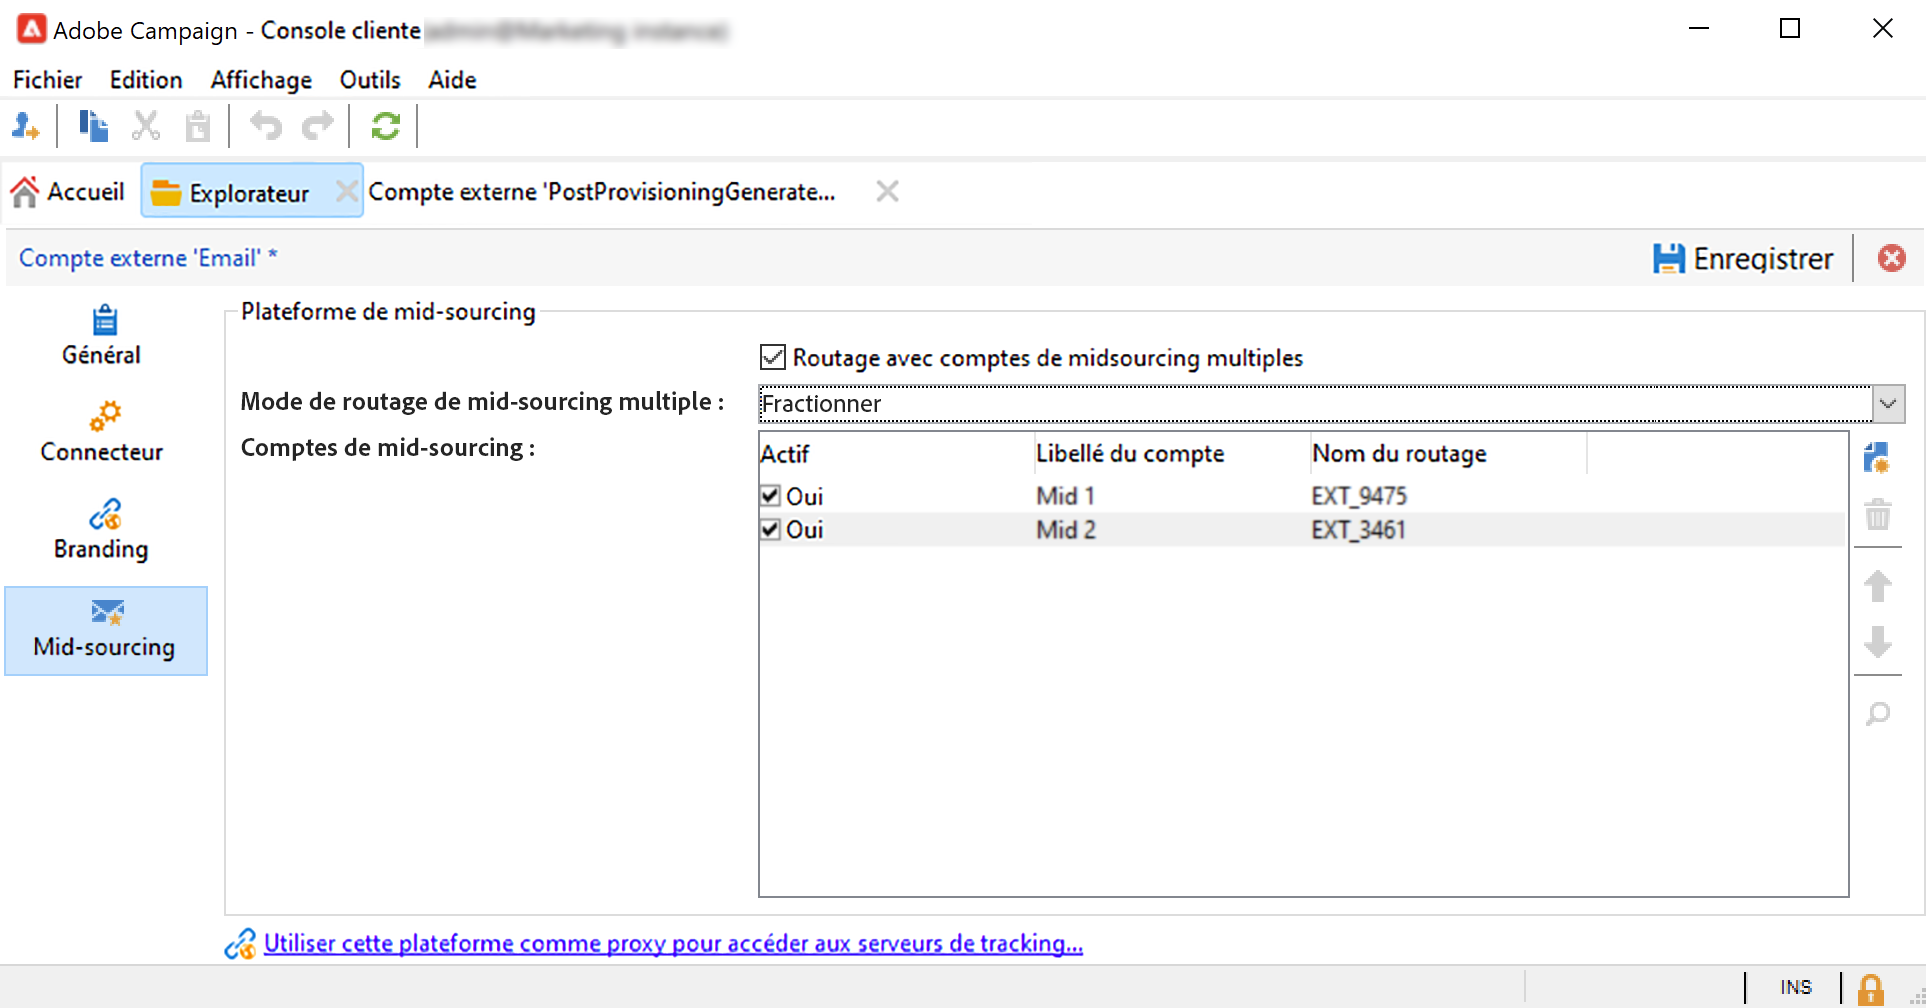 Adobe Campaign - Console cliente
Fichier Edition Affichage Outils Aide
Accueil Explorateur Compte externe 'PostProvisioningGenerate...
Compte externe 'Email' * Enregistrer
Général
Connecteur
Branding
Mid-sourcing
Plateforme de mid-sourcing
Routage avec comptes de midsourcing multiples
Mode de routage de mid-sourcing multiple : Fractionner
Comptes de mid-sourcing :
Actif Libellé du compte Nom du routage
Oui Mid 1 EXT_9475
Oui Mid 2 EXT_3461
Utiliser cette plateforme comme proxy pour accéder aux serveurs de tracking...
INS